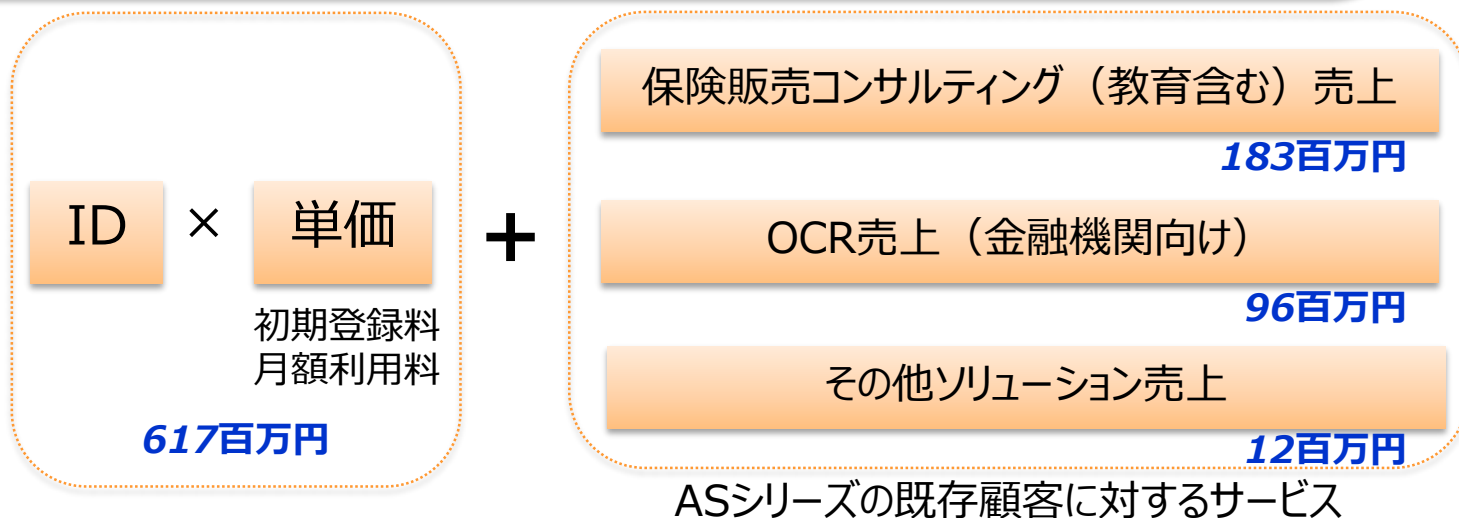 ID × 単価
初期登録料
月額利用料
617百万円
+
保険販売コンサルティング（教育含む）売上
183百万円
OCR売上（金融機関向け）
96百万円
その他ソリューション売上
12百万円
ASシリーズの既存顧客に対するサービス